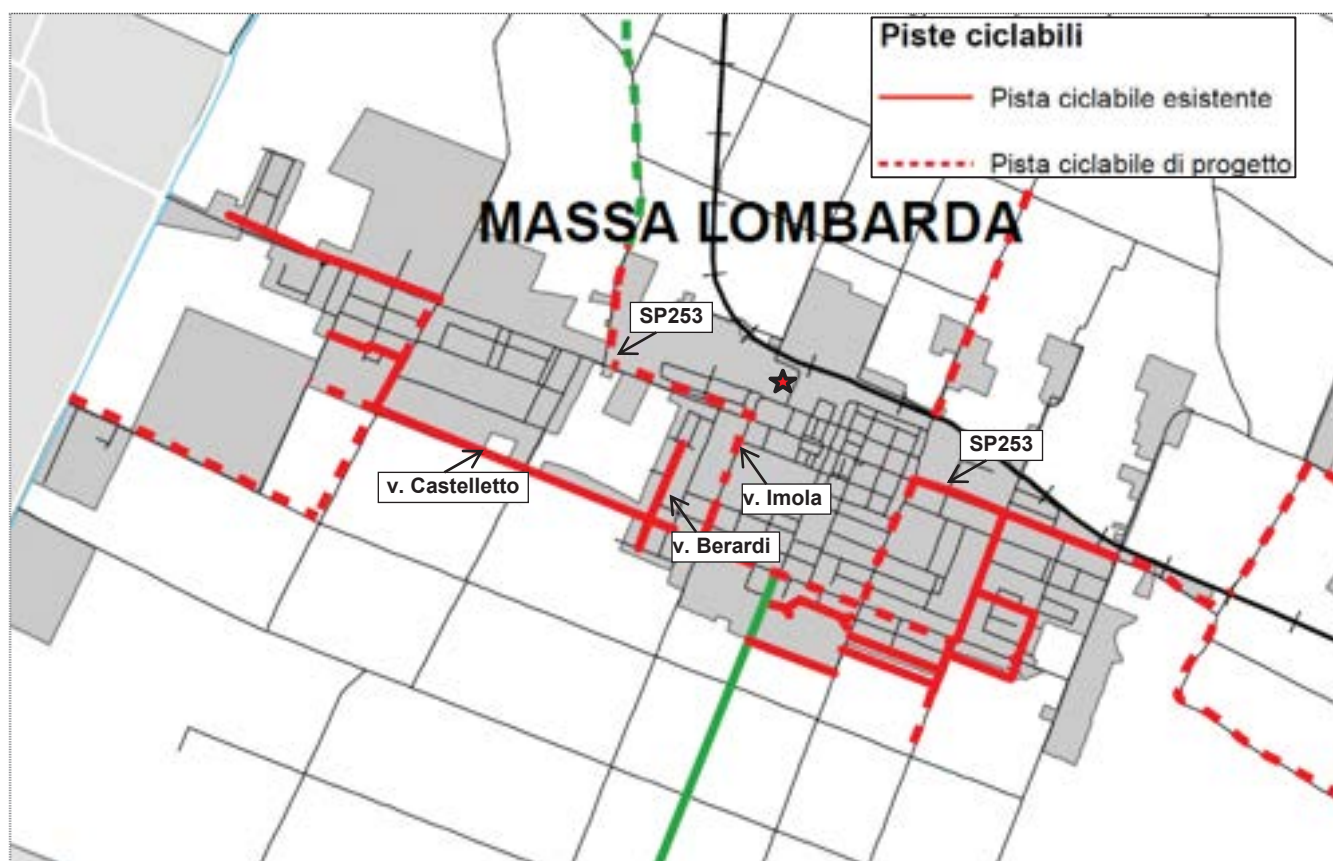 Piste ciclabili
Pista ciclabile esistente
Pista ciclabile di progetto
MASSA LOMBARDA
SP253
SP253
v. Castelletto
v. Imola
v. Berardi